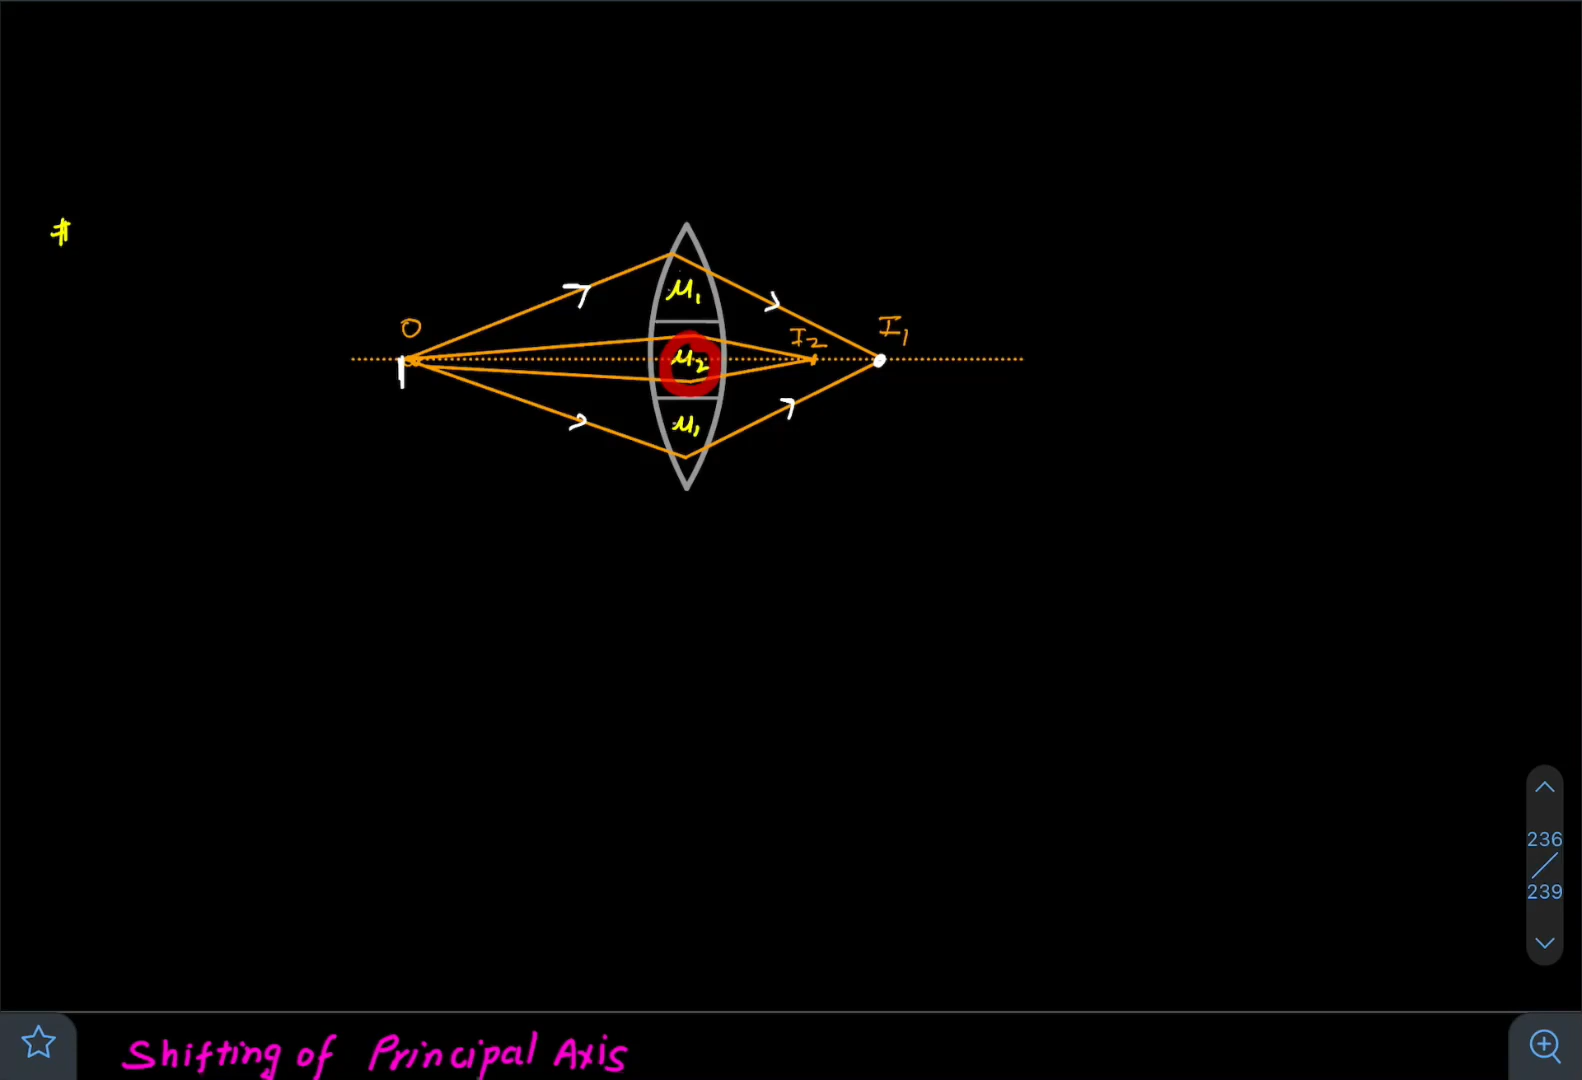 #
μ₁
O
I₂
I₁
μ₂
μ₁
236
239
Shifting of Principal Axis